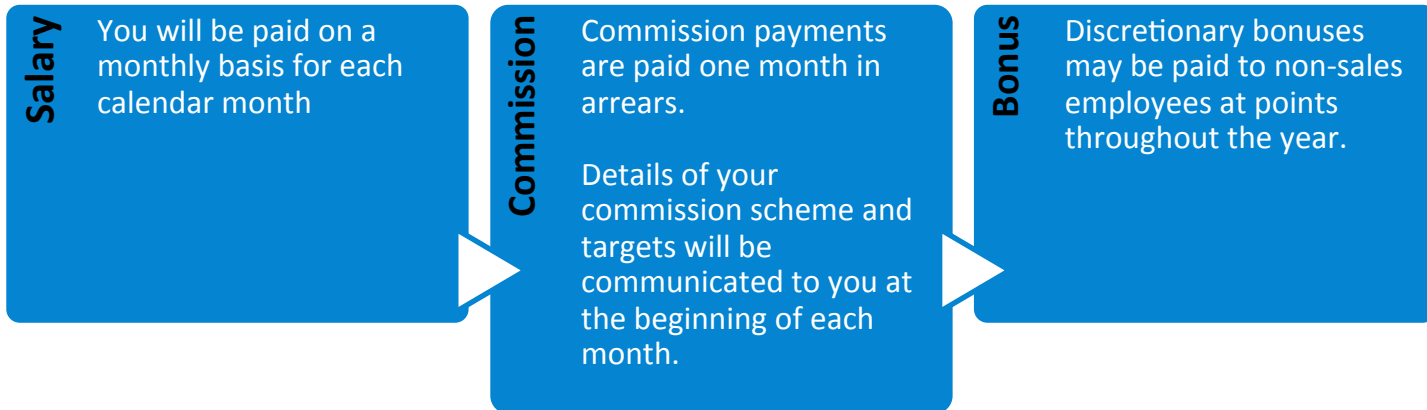 Salary
You will be paid on a
monthly basis for each
calendar month
Commission
Commission payments
are paid one month in
arrears.
Details of your
commission scheme and
targets will be
communicated to you at
the beginning of each
month.
Bonus
Discretionary bonuses
may be paid to non-sales
employees at points
throughout the year.